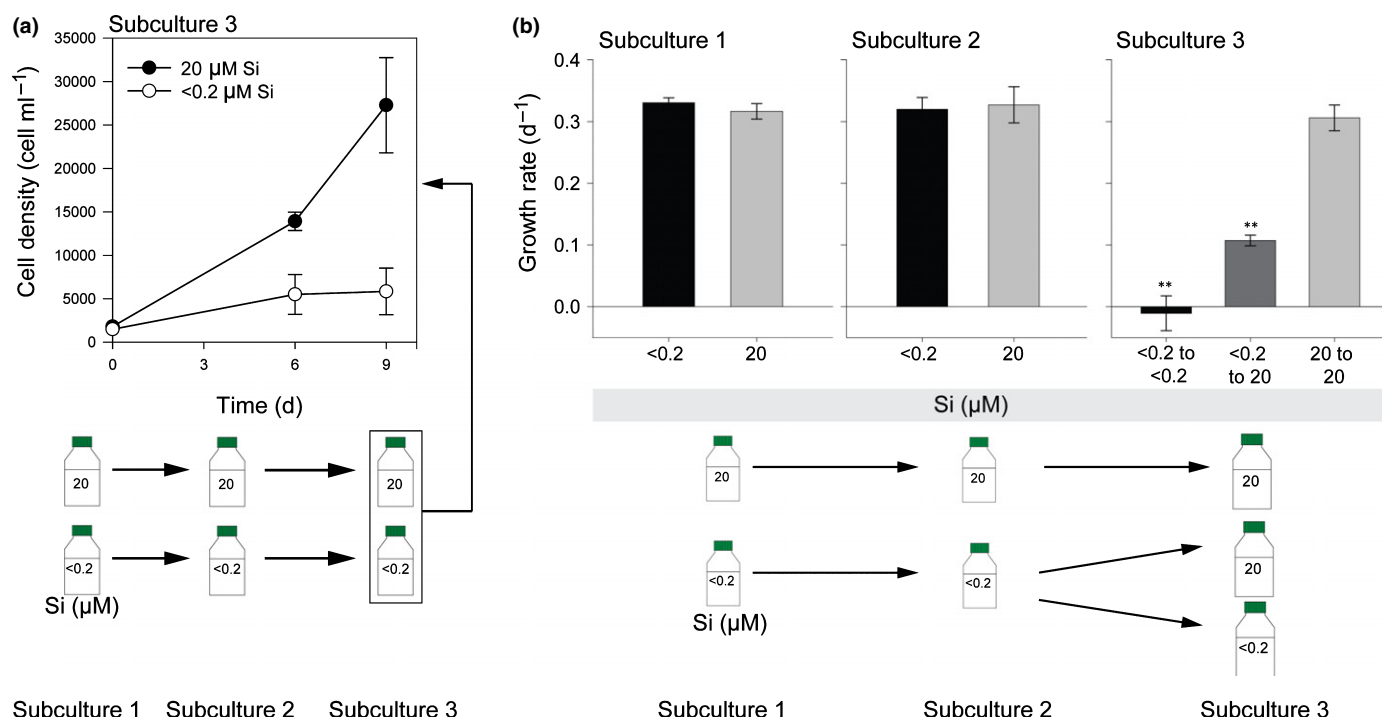 (a)
Subculture 3
35000
30000
25000
20000
15000
10000
5000
0
Cell density (cell ml⁻¹)
20 µM Si
<0.2 µM Si
0 3 6 9
Time (d)
20 20 20
<0.2 <0.2 <0.2
Si (µM)
Subculture 1 Subculture 2 Subculture 3
(b)
Subculture 1 Subculture 2 Subculture 3
0.4
0.3
0.2
0.1
0.0
Growth rate (d⁻¹)
**
**
<0.2 20 <0.2 20 <0.2 to <0.2 20 to
<0.2 to 20 20
Si (µM)
20 20 20
20
<0.2 <0.2
<0.2
Si (µM)
Subculture 1 Subculture 2 Subculture 3